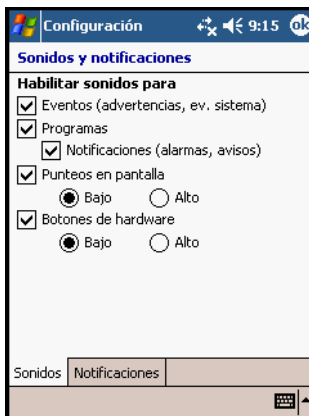 Configuración 9:15 ok
Sonidos y notificaciones
Habilitar sonidos para
Eventos (advertencias, ev. sistema)
Programas
Notificaciones (alarmas, avisos)
Punteos en pantalla
Bajo Alto
Botones de hardware
Bajo Alto
Sonidos Notificaciones